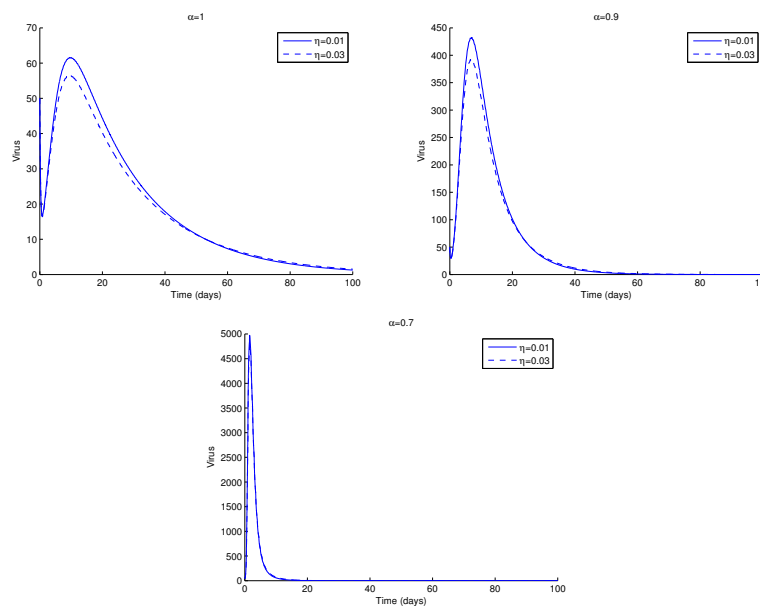 α=1
70
60
50
40
30
20
10
0
Virus
0 20 40 60 80 100
Time (days)
η=0.01
η=0.03
α=0.9
450
400
350
300
250
200
150
100
50
0
Virus
0 20 40 60 80 1
Time (days)
η=0.01
η=0.03
α=0.7
5000
4500
4000
3500
3000
2500
2000
1500
1000
500
0
Virus
0 20 40 60 80 100
Time (days)
η=0.01
η=0.03